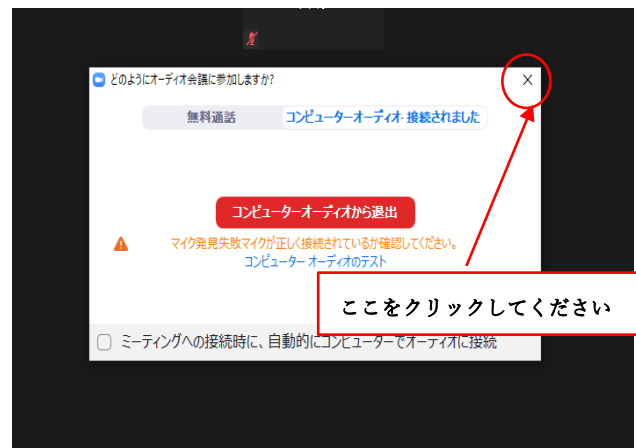 どのようにオーディオ会議に参加しますか?
無料通話
コンピューターオーディオ 接続されました
コンピューターオーディオから退出
マイク発見失敗マイクが正しく接続されているか確認してください。
コンピューター オーディオのテスト
ここをクリックしてください
ミーティングへの接続時に、自動的にコンピューターでオーディオに接続